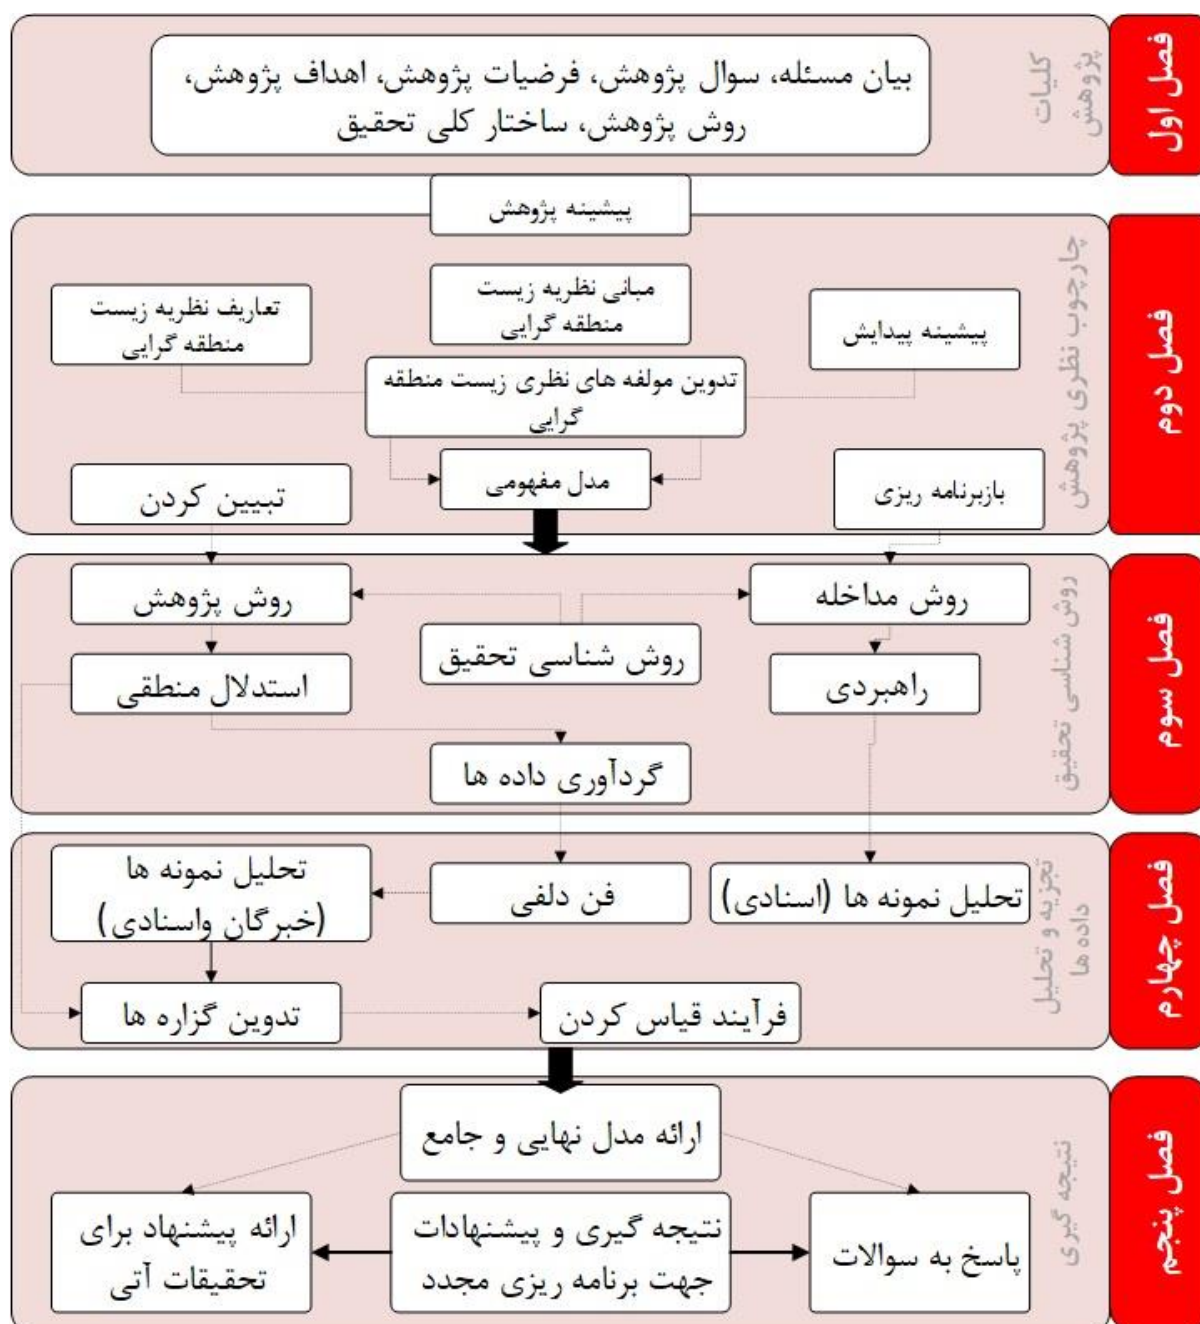 فصل اول
کلیات
پژوهش
بیان مسئله، سوال پژوهش، فرضیات پژوهش، اهداف پژوهش،
روش پژوهش، ساختار کلی تحقیق
پیشینه پژوهش
فصل دوم
چارچوب نظری پژوهش
پیشینه پیدایش
مبانی نظریه زیست
منطقه گرایی
تعاریف نظریه زیست
منطقه گرایی
تدوین مولفه های نظری زیست منطقه
گرایی
بازبرنامه ریزی
مدل مفهومی
تبیین کردن
فصل سوم
روش شناسی تحقیق
روش مداخله
روش پژوهش
روش شناسی تحقیق
راهبردی
استدلال منطقی
گردآوری داده ها
فصل چهارم
تجزیه و تحلیل
داده ها
تحلیل نمونه ها (اسنادی)
فن دلفی
تحلیل نمونه ها
(خبرگان واسنادی)
فرآیند قیاس کردن
تدوین گزاره ها
فصل پنجم
نتیجه گیری
ارائه مدل نهایی و جامع
پاسخ به سوالات
نتیجه گیری و پیشنهادات
جهت برنامه ریزی مجدد
ارائه پیشنهاد برای
تحقیقات آتی